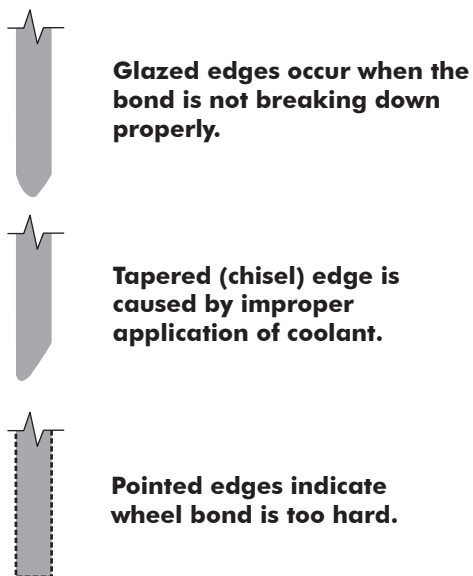 Glazed edges occur when the
bond is not breaking down
properly.
Tapered (chisel) edge is
caused by improper
application of coolant.
Pointed edges indicate
wheel bond is too hard.